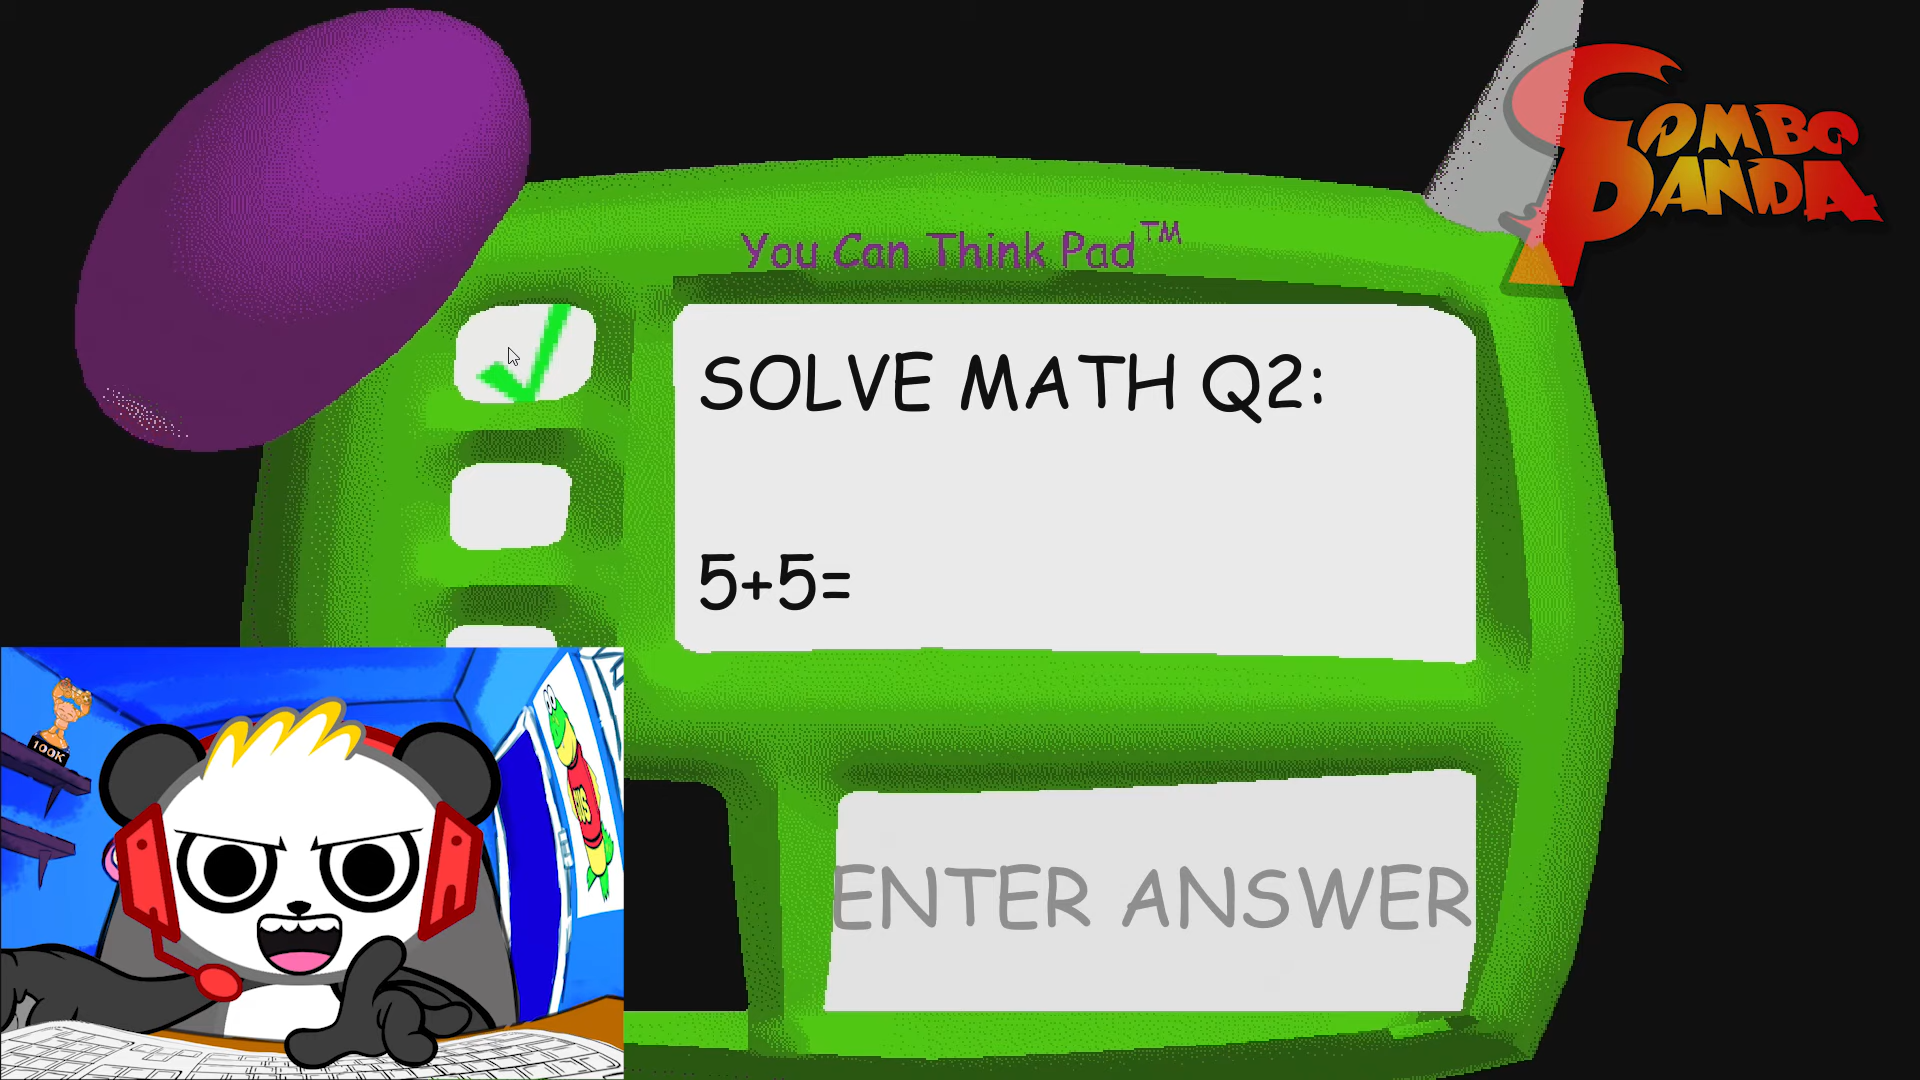 COMBO
PANDA
You Can Think Pad™
SOLVE MATH Q2:
5+5=
ENTER ANSWER
100K